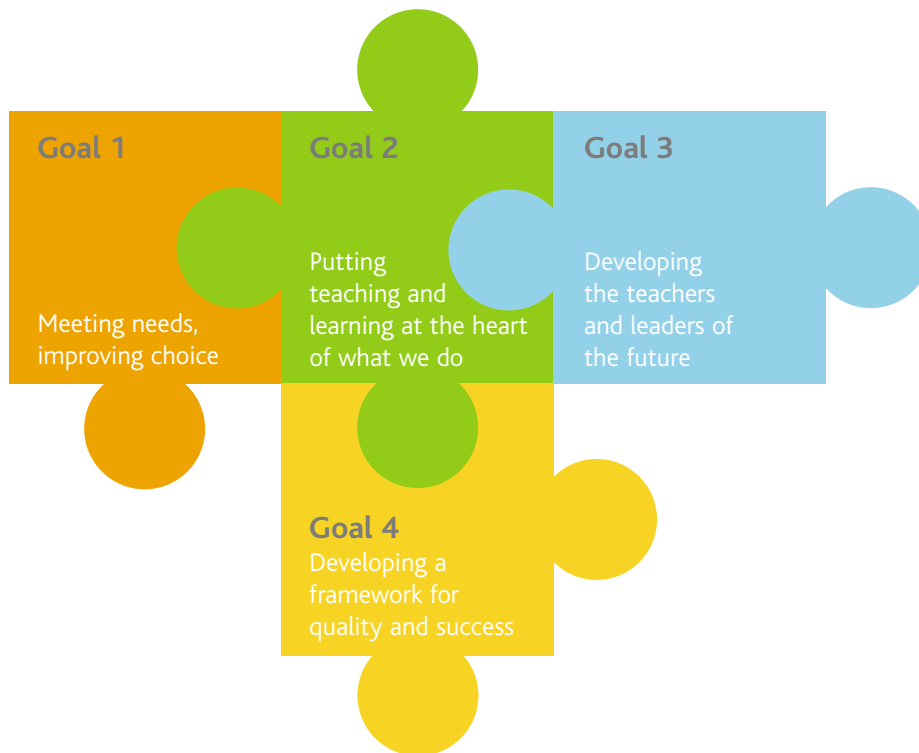 Goal 1
Meeting needs,
improving choice
Goal 2
Putting
teaching and
learning at the heart
of what we do
Goal 3
Developing
the teachers
and leaders of
the future
Goal 4
Developing a
framework for
quality and success